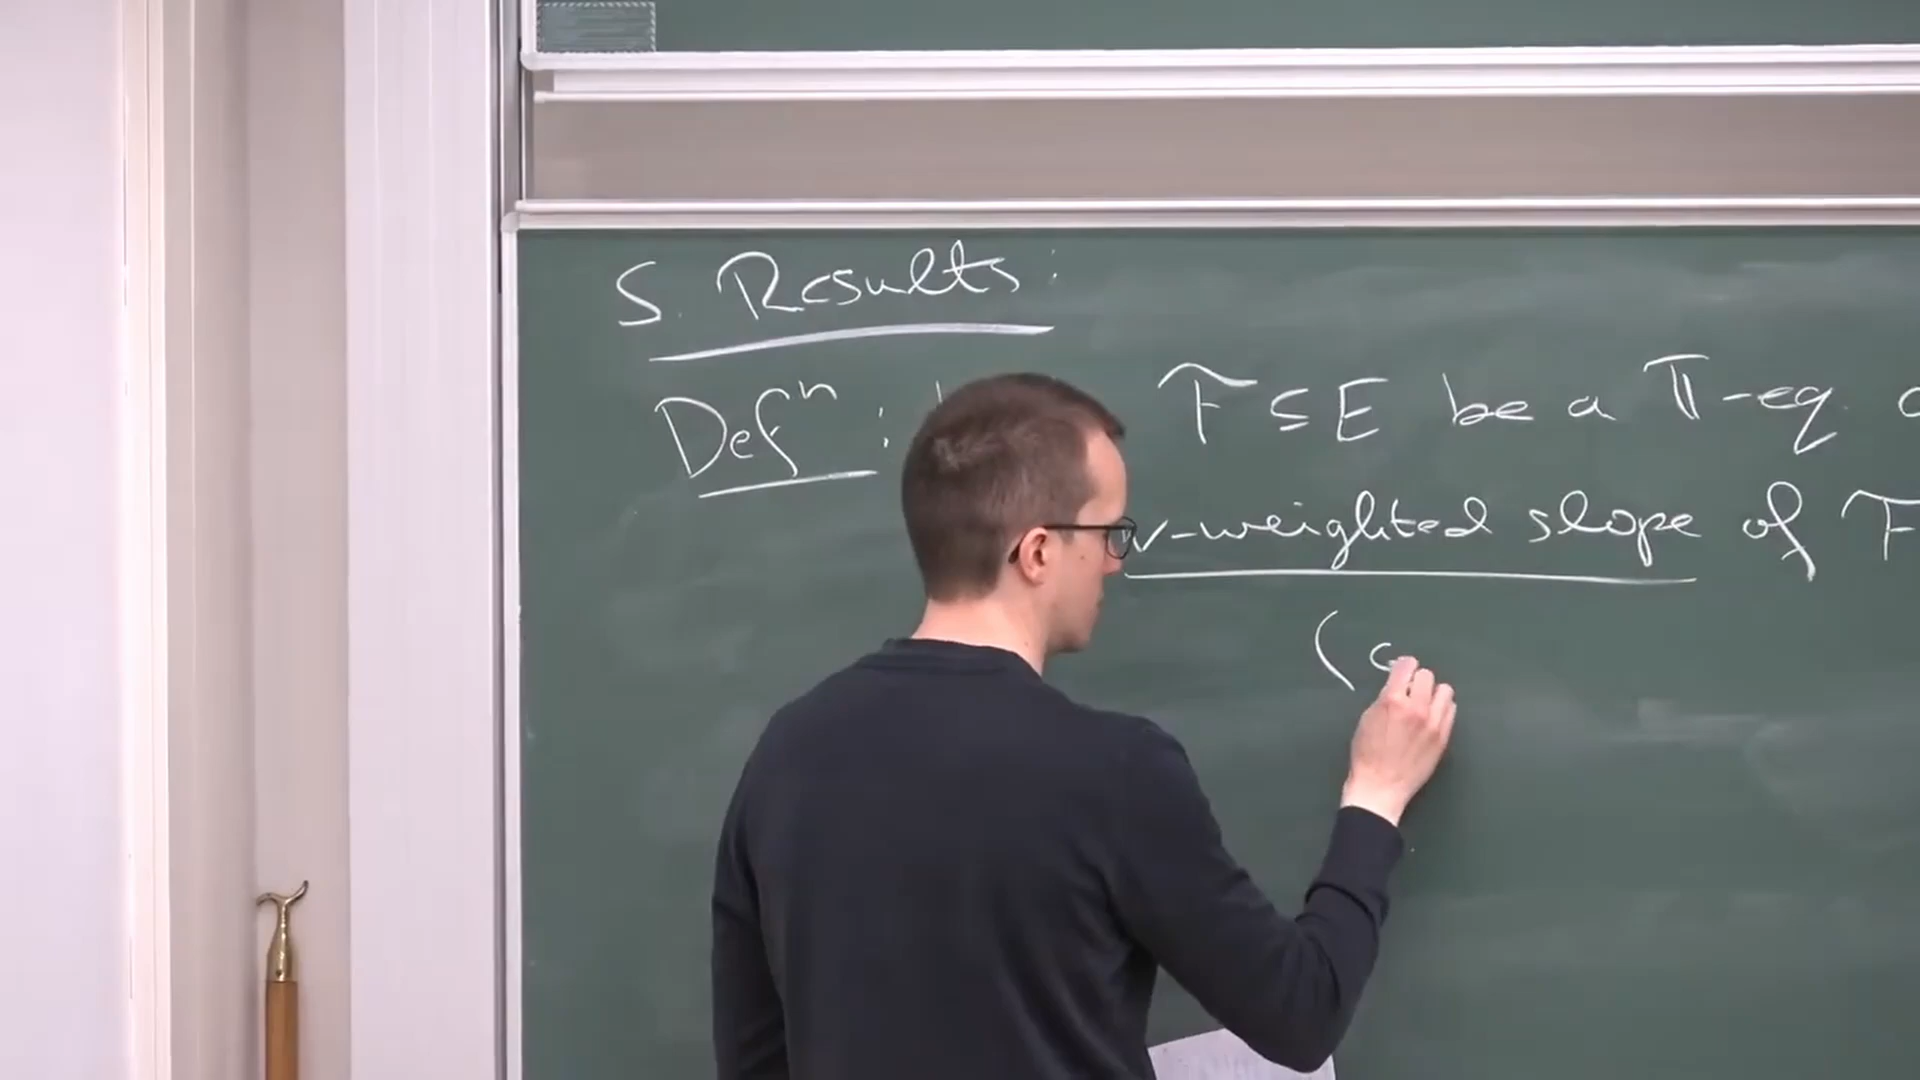 5. Results:
Defⁿ: F ⊆ E be a 𝕋-eq.
v-weighted slope of F
(c